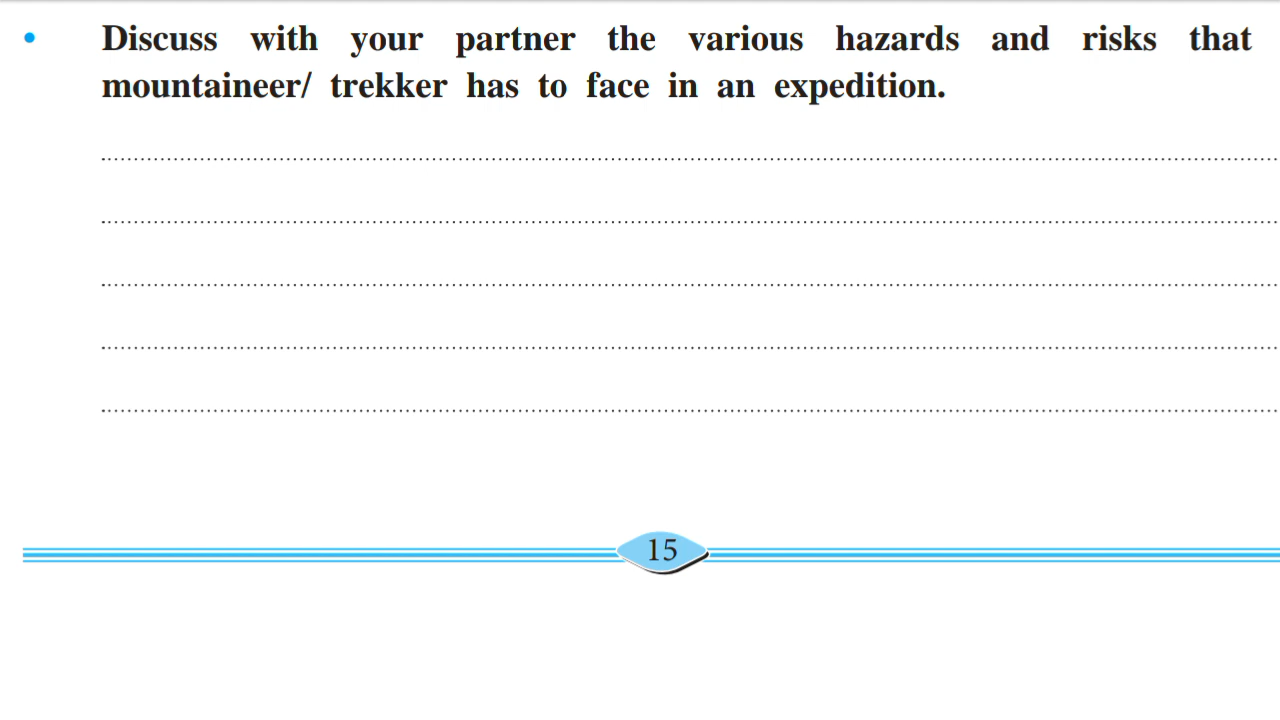 • Discuss with your partner the various hazards and risks that
mountaineer/ trekker has to face in an expedition.
15